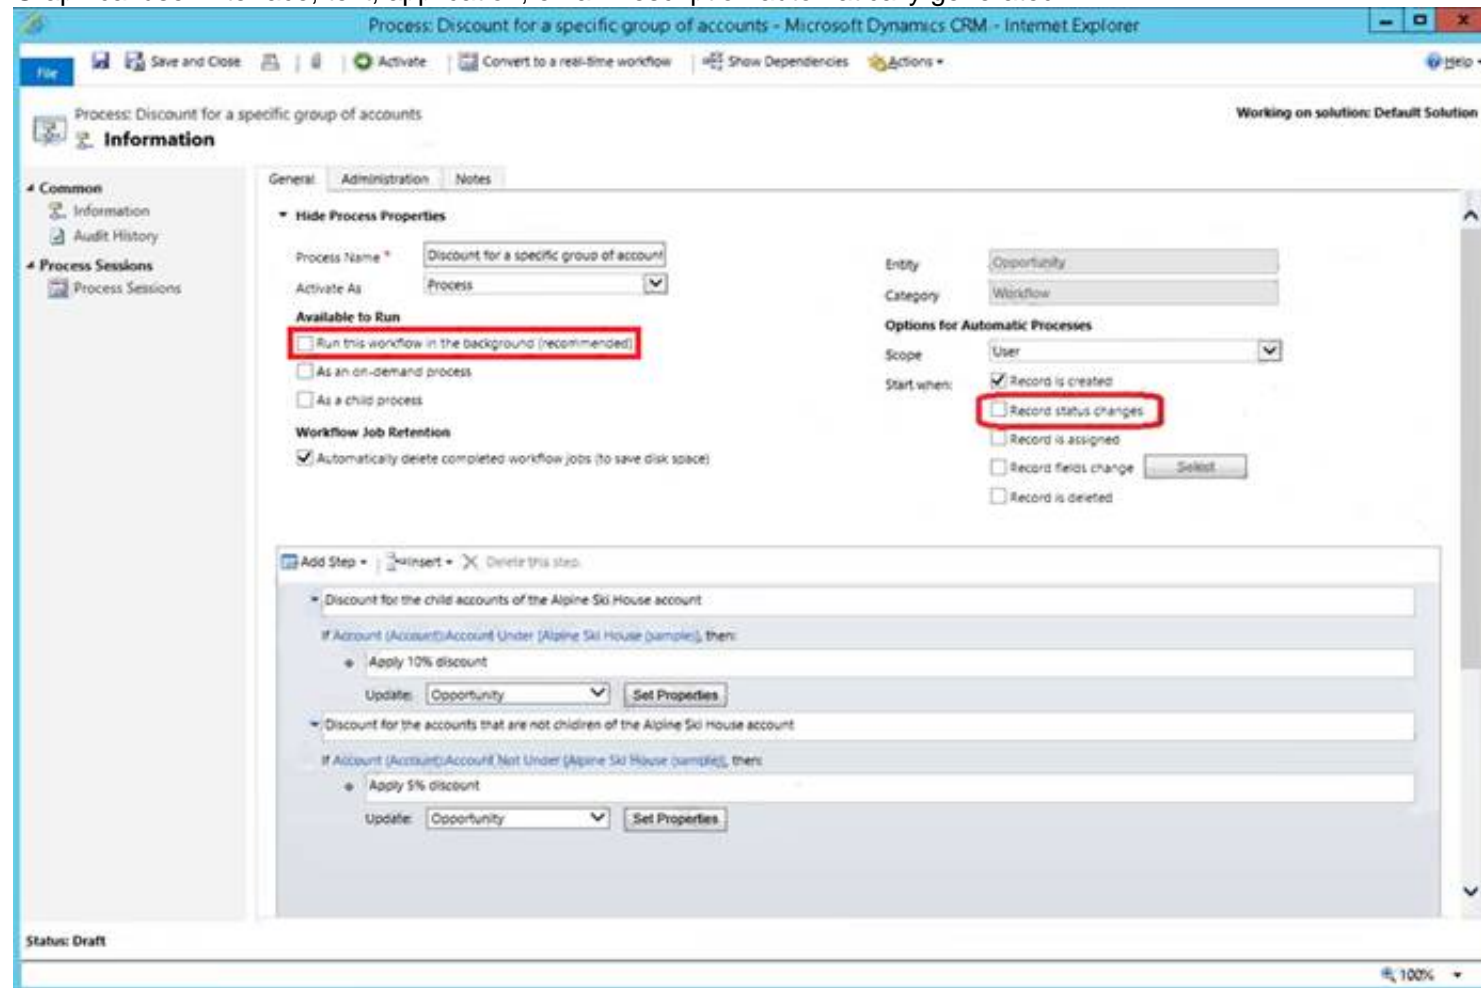 Process: Discount for a specific group of accounts - Microsoft Dynamics CRM - Internet Explorer
File Save and Close Activate Convert to a real-time workflow Show Dependencies Actions Help
Process: Discount for a specific group of accounts
Information
Working on solution: Default Solution
Common
Information
Audit History
Process Sessions
Process Sessions
General Administration Notes
Hide Process Properties
Process Name * Discount for a specific group of account
Activate As Process
Available to Run
Run this workflow in the background (recommended)
As an on-demand process
As a child process
Workflow Job Retention
Automatically delete completed workflow jobs (to save disk space)
Entity Opportunity
Category Workflow
Options for Automatic Processes
Scope User
Start when: Record is created
Record status changes
Record is assigned
Record fields change Select
Record is deleted
Add Step Insert Delete this step.
Discount for the child accounts of the Alpine Ski House account
If Account (Account):Account Under [Alpine Ski House (sample)], then:
Apply 10% discount
Update: Opportunity Set Properties
Discount for the accounts that are not children of the Alpine Ski House account
If Account (Account):Account Not Under [Alpine Ski House (sample)], then:
Apply 5% discount
Update: Opportunity Set Properties
Status: Draft
100%